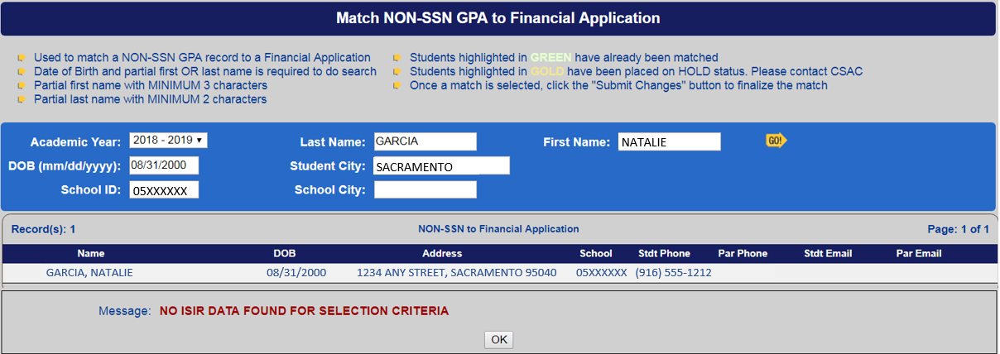 Match NON-SSN GPA to Financial Application
Used to match a NON-SSN GPA record to a Financial Application
Date of Birth and partial first OR last name is required to do search
Partial first name with MINIMUM 3 characters
Partial last name with MINIMUM 2 characters
Students highlighted in GREEN have already been matched
Students highlighted in GOLD have been placed on HOLD status. Please contact CSAC
Once a match is selected, click the "Submit Changes" button to finalize the match
Academic Year: 2018 - 2019 Last Name: GARCIA First Name: NATALIE GO!
DOB (mm/dd/yyyy): 08/31/2000 Student City: SACRAMENTO
School ID: 05XXXXXX School City:
Record(s): 1 NON-SSN to Financial Application Page: 1 of 1
Name DOB Address School Stdt Phone Par Phone Stdt Email Par Email
GARCIA, NATALIE 08/31/2000 1234 ANY STREET, SACRAMENTO 95040 05XXXXXX (916) 555-1212
Message: NO ISIR DATA FOUND FOR SELECTION CRITERIA
OK